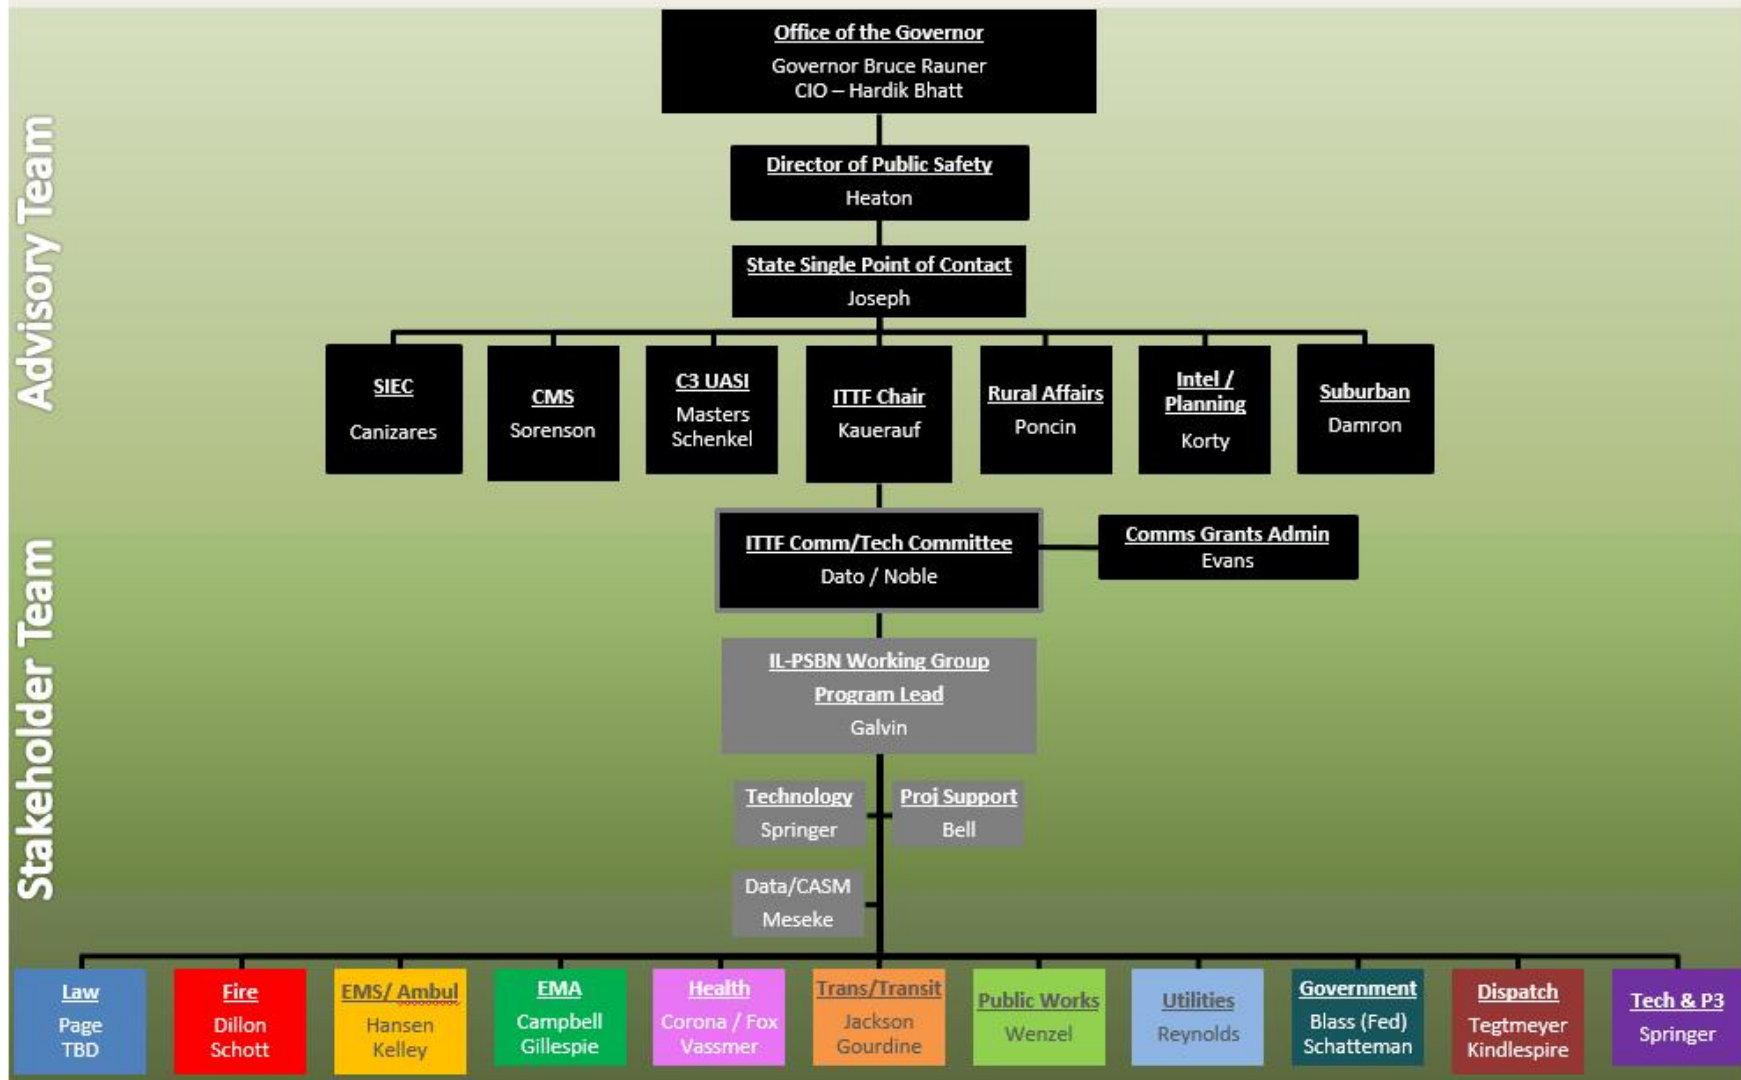 Advisory Team
Stakeholder Team
Office of the Governor
Governor Bruce Rauner
CIO – Hardik Bhatt
Director of Public Safety
Heaton
State Single Point of Contact
Joseph
SIEC
Canizares
CMS
Sorenson
C3 UASI
Masters
Schenkel
ITTF Chair
Kauerauf
Rural Affairs
Poncin
Intel /
Planning
Korty
Suburban
Damron
ITTF Comm/Tech Committee
Dato / Noble
Comms Grants Admin
Evans
IL-PSBN Working Group
Program Lead
Galvin
Technology
Springer
Proj Support
Bell
Data/CASM
Meseke
Law
Page
TBD
Fire
Dillon
Schott
EMS/ Ambul
Hansen
Kelley
EMA
Campbell
Gillespie
Health
Corona / Fox
Vassmer
Trans/Transit
Jackson
Gourdine
Public Works
Wenzel
Utilities
Reynolds
Government
Blass (Fed)
Schatteman
Dispatch
Tegtmeyer
Kindlespire
Tech & P3
Springer